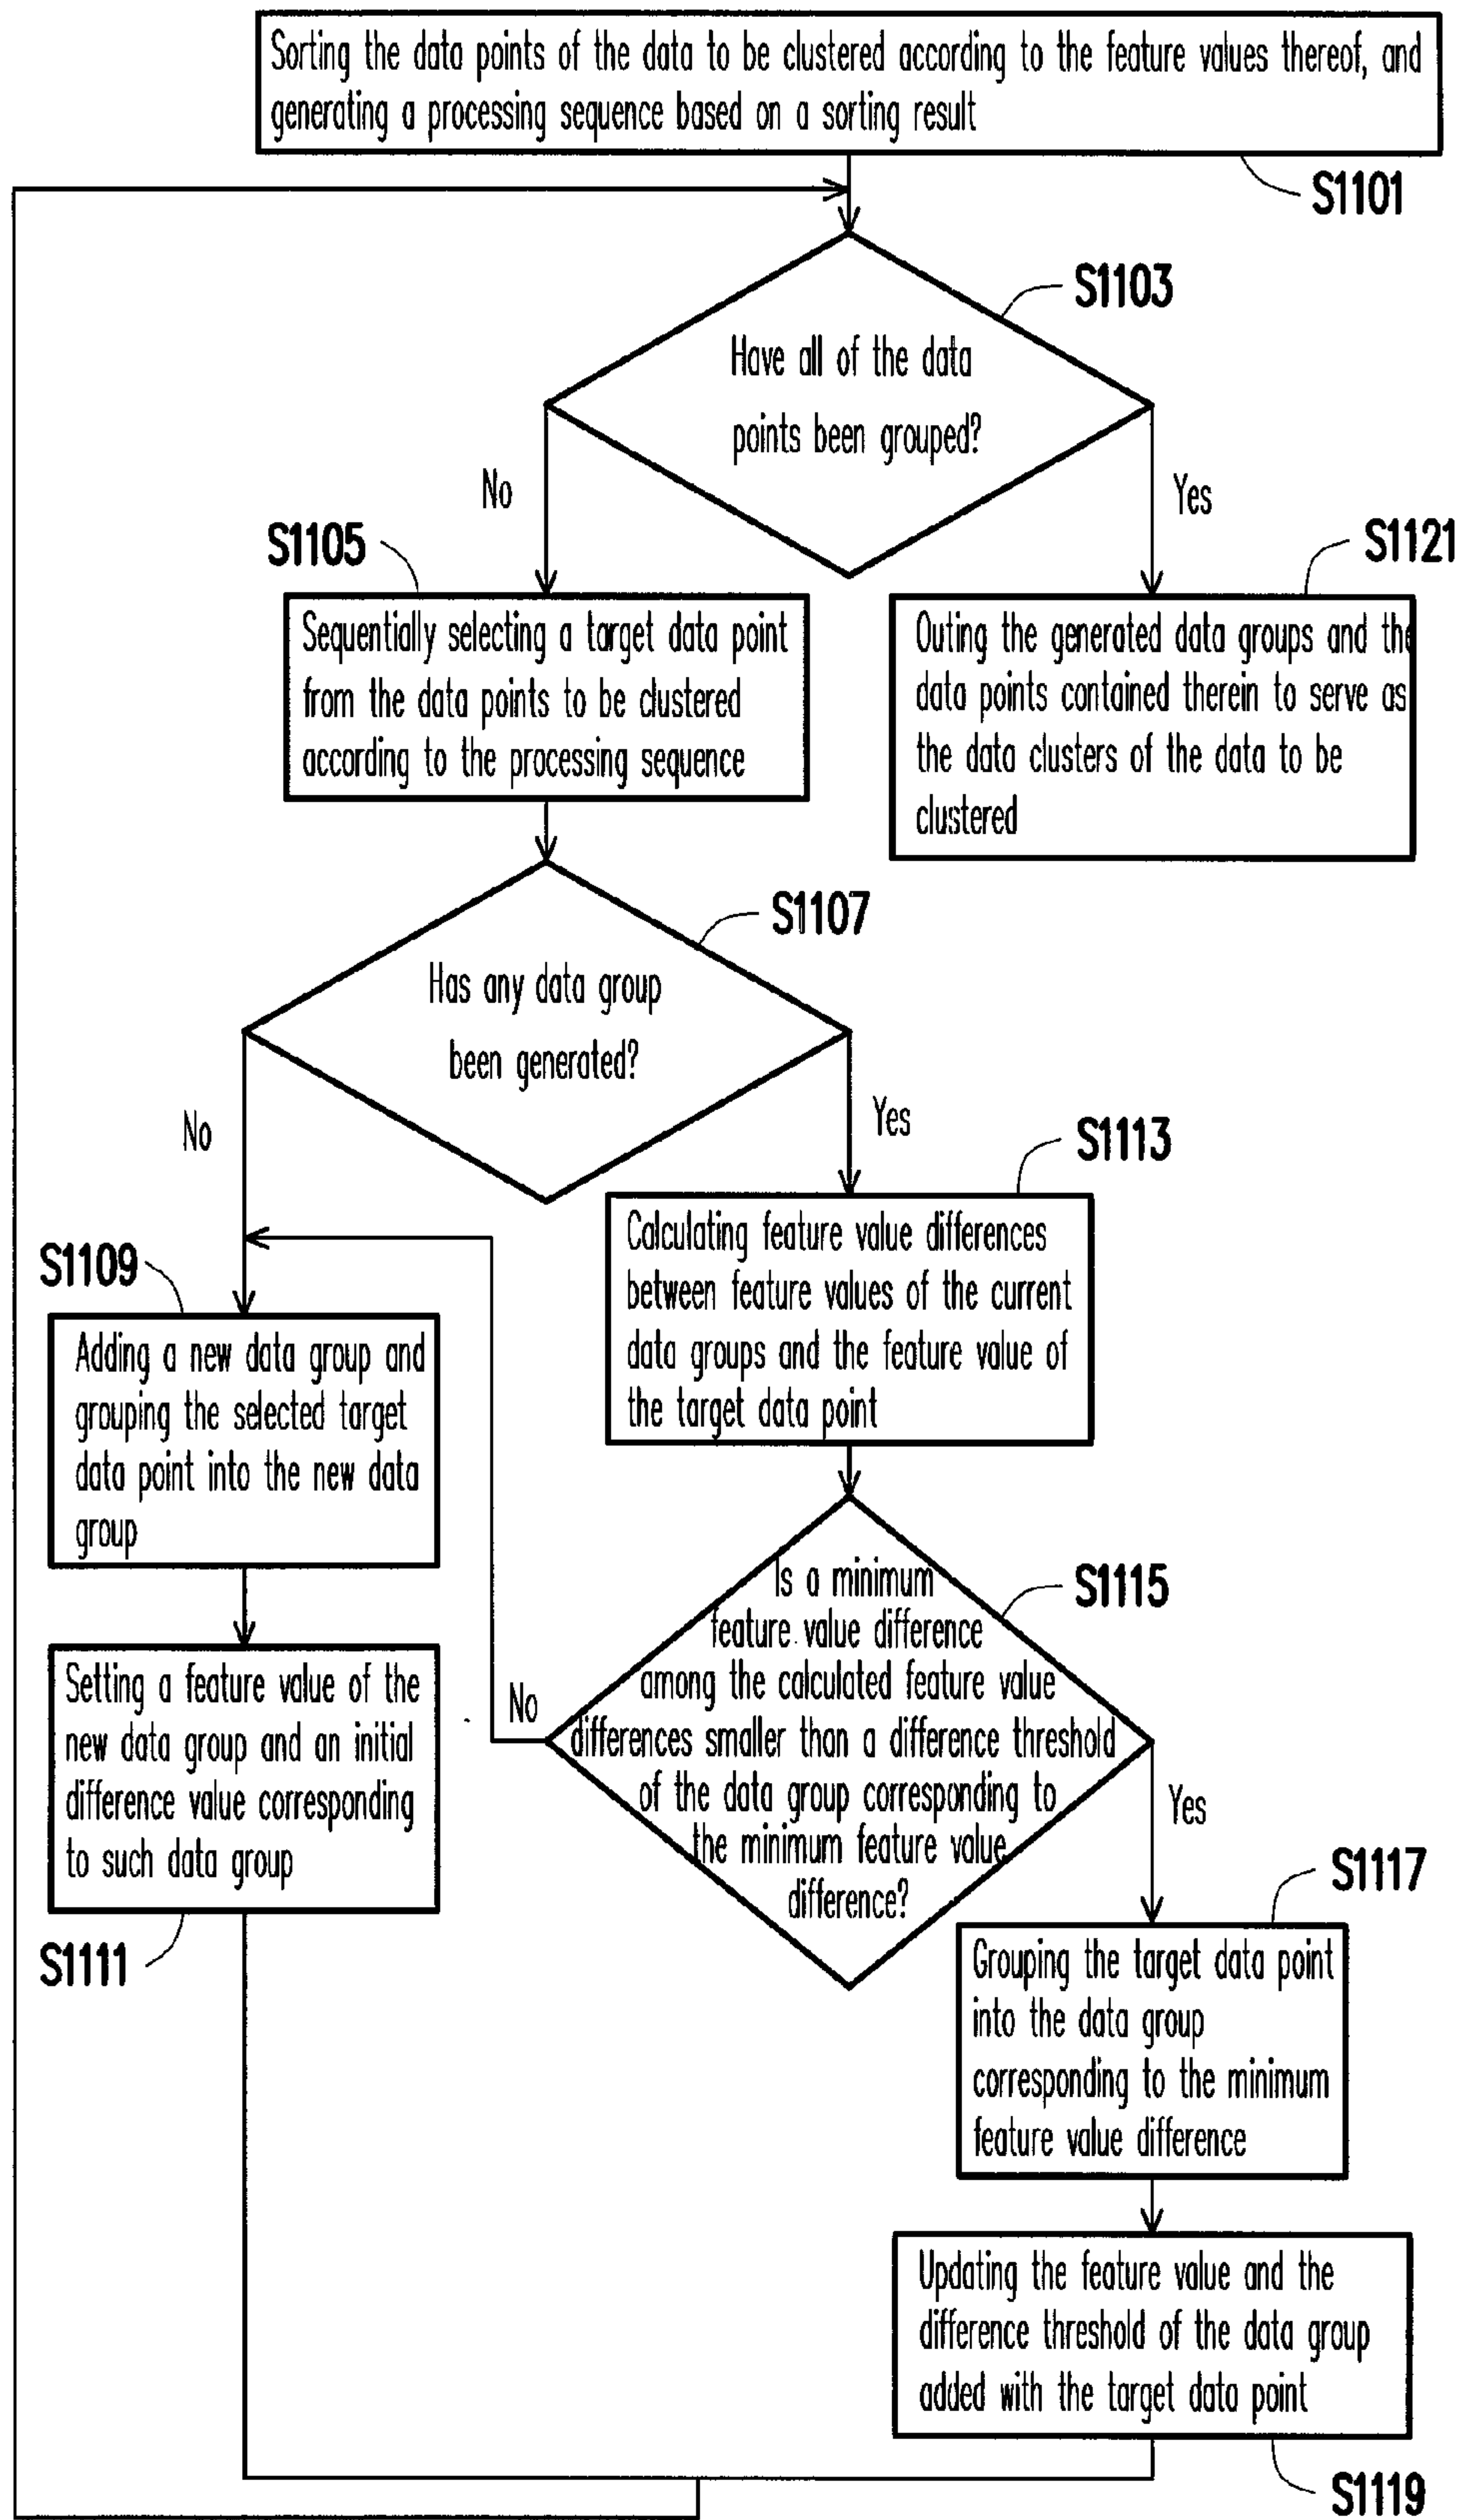 Sorting the data points of the data to be clustered according to the feature values thereof, and
generating a processing sequence based on a sorting result
S1101
S1103
Have all of the data
points been grouped?
No
Yes
S1105
S1121
Sequentially selecting a target data point
from the data points to be clustered
according to the processing sequence
Outing the generated data groups and the
data points contained therein to serve as
the data clusters of the data to be
clustered
S1107
Has any data group
been generated?
No
Yes
S1113
Calculating feature value differences
between feature values of the current
data groups and the feature value of
the target data point
S1109
Adding a new data group and
grouping the selected target
data point into the new data
group
S1115
Is a minimum
feature value difference
among the calculated feature value
differences smaller than a difference threshold
of the data group corresponding to
the minimum feature value
difference?
No
Yes
Setting a feature value of the
new data group and an initial
difference value corresponding
to such data group
S1111
S1117
Grouping the target data point
into the data group
corresponding to the minimum
feature value difference
Updating the feature value and the
difference threshold of the data group
added with the target data point
S1119